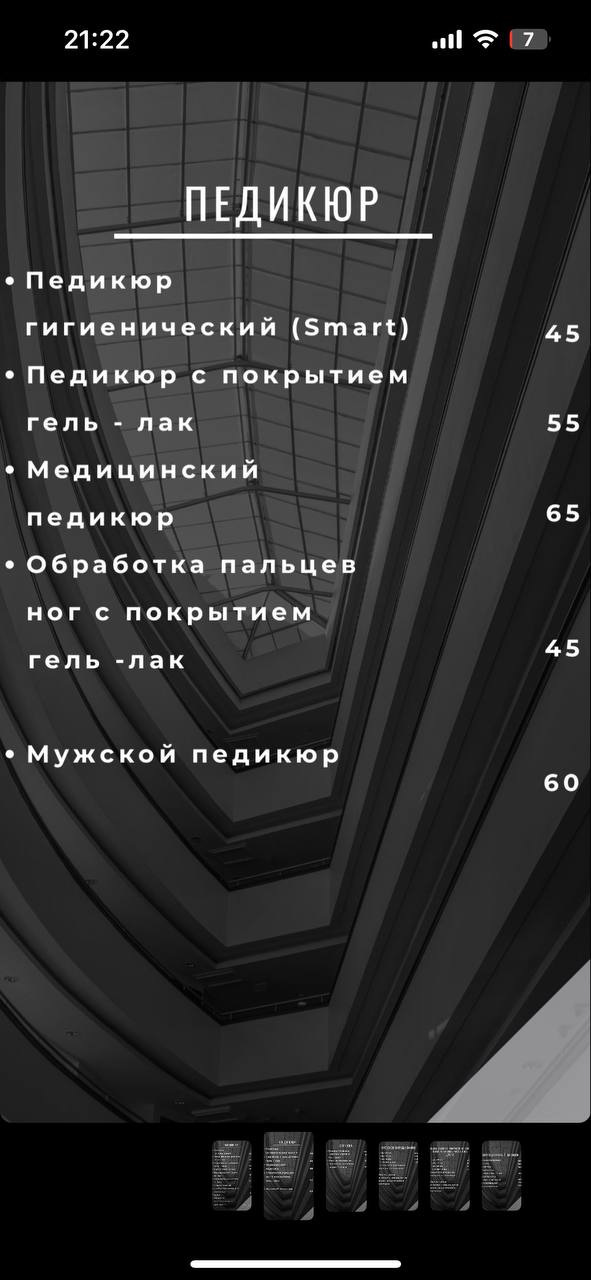 21:22
7
ПЕДИКЮР
• Педикюр
гигиенический (Smart) 45
• Педикюр с покрытием
гель - лак 55
• Медицинский
педикюр 65
• Обработка пальцев
ног с покрытием
гель -лак 45
• Мужской педикюр
60